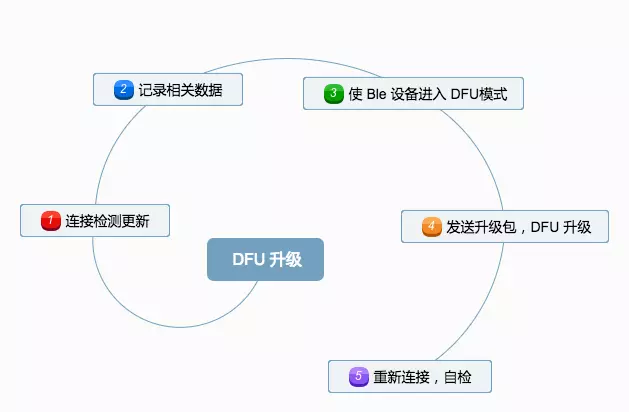 2 记录相关数据
3 使 Ble 设备进入 DFU模式
1 连接检测更新
4 发送升级包，DFU 升级
DFU 升级
5 重新连接，自检